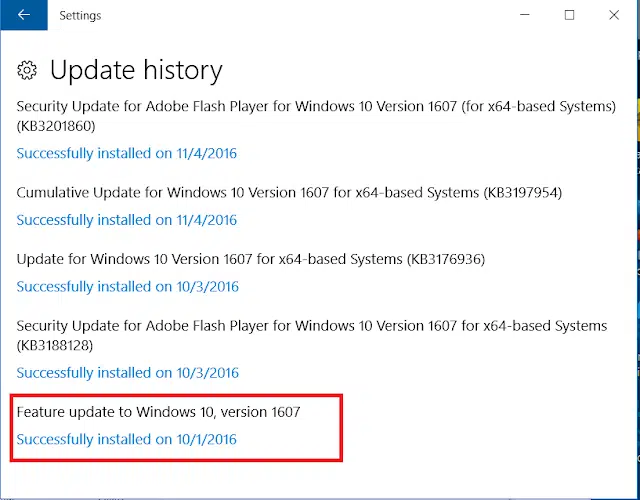 Settings
Update history
Security Update for Adobe Flash Player for Windows 10 Version 1607 (for x64-based Systems)
(KB3201860)
Successfully installed on 11/4/2016
Cumulative Update for Windows 10 Version 1607 for x64-based Systems (KB3197954)
Successfully installed on 11/4/2016
Update for Windows 10 Version 1607 for x64-based Systems (KB3176936)
Successfully installed on 10/3/2016
Security Update for Adobe Flash Player for Windows 10 Version 1607 for x64-based Systems
(KB3188128)
Successfully installed on 10/3/2016
Feature update to Windows 10, version 1607
Successfully installed on 10/1/2016